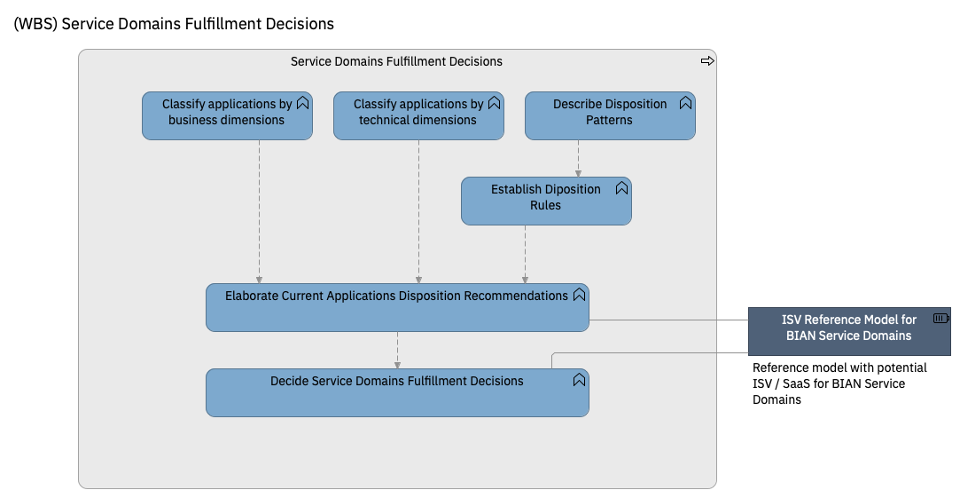 (WBS) Service Domains Fulfillment Decisions
Service Domains Fulfillment Decisions
Classify applications by
business dimensions
Classify applications by
technical dimensions
Describe Disposition
Patterns
Establish Diposition
Rules
Elaborate Current Applications Disposition Recommendations
ISV Reference Model for
BIAN Service Domains
Reference model with potential
ISV / SaaS for BIAN Service
Domains
Decide Service Domains Fulfillment Decisions